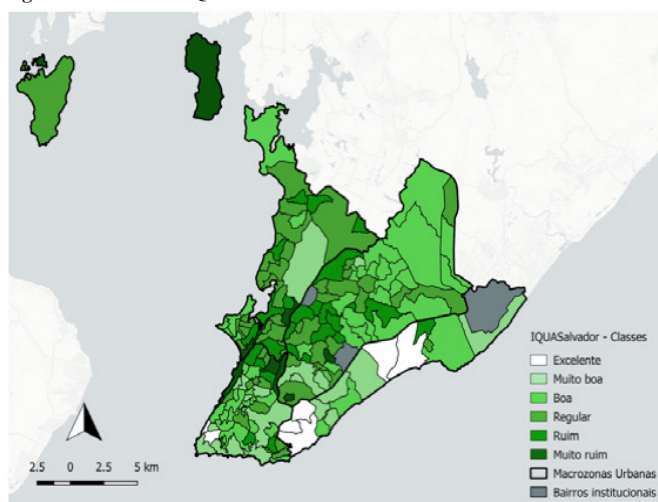 IQUASalvador - Classes
Excelente
Muito boa
Boa
Regular
Ruim
Muito ruim
Macrozonas Urbanas
Bairros institucionais
2.5 0 2.5 5 km